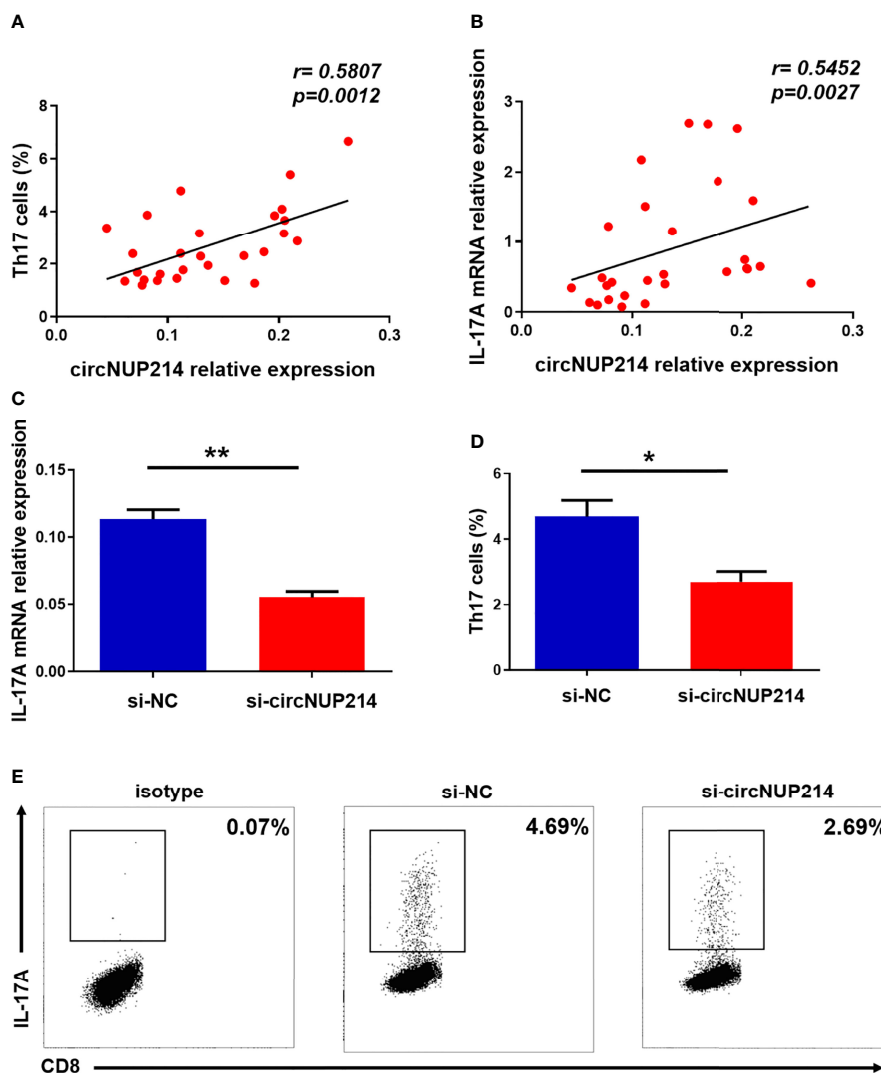 A
r= 0.5807
p=0.0012
Th17 cells (%)
8
6
4
2
0
0.0
0.1
0.2
0.3
circNUP214 relative expression
B
r= 0.5452
p=0.0027
IL-17A mRNA relative expression
3
2
1
0
0.0
0.1
0.2
0.3
circNUP214 relative expression
C
**
IL-17A mRNA relative expression
0.15
0.10
0.05
0.00
si-NC
si-circNUP214
D
*
Th17 cells (%)
6
4
2
0
si-NC
si-circNUP214
E
isotype
si-NC
si-circNUP214
0.07%
4.69%
2.69%
IL-17A
CD8